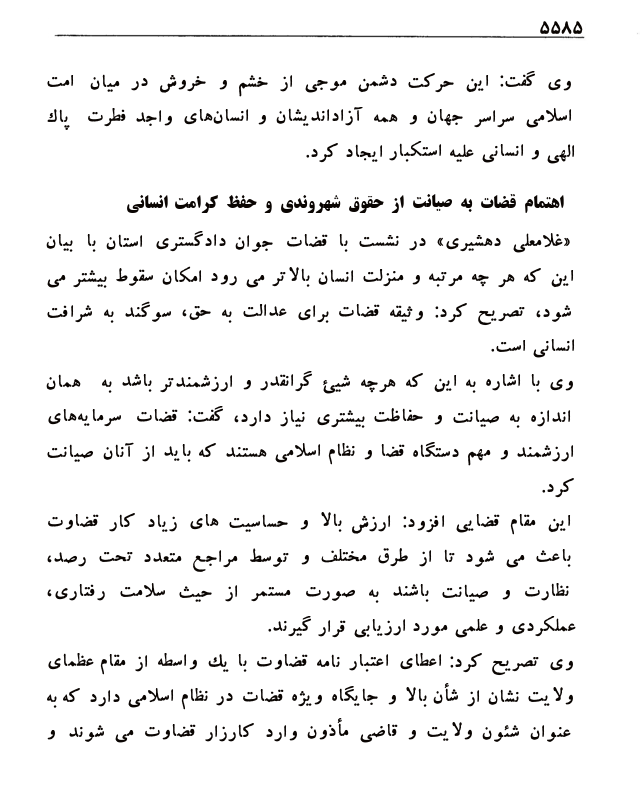 ۵۵۸۵
وی گفت: این حرکت دشمن موجی از خشم و خروش در میان امت
اسلامی سراسر جهان و همه آزاداندیشان و انسان‌های واجد فطرت پاك
الهی و انسانی علیه استکبار ایجاد کرد.
اهتمام قضات به صیانت از حقوق شهروندی و حفظ کرامت انسانی
«غلامعلی دهشیری» در نشست با قضات جوان دادگستری استان با بیان
این که هر چه مرتبه و منزلت انسان بالاتر می رود امکان سقوط بیشتر می
شود، تصریح کرد: وثیقه قضات برای عدالت به حق، سوگند به شرافت
انسانی است.
وی با اشاره به این که هرچه شیئ گرانقدر و ارزشمندتر باشد به همان
اندازه به صیانت و حفاظت بیشتری نیاز دارد، گفت: قضات سرمایه‌های
ارزشمند و مهم دستگاه قضا و نظام اسلامی هستند که باید از آنان صیانت
کرد.
این مقام قضایی افزود: ارزش بالا و حساسیت های زیاد کار قضاوت
باعث می شود تا از طرق مختلف و توسط مراجع متعدد تحت رصد،
نظارت و صیانت باشند به صورت مستمر از حیث سلامت رفتاری،
عملکردی و علمی مورد ارزیابی قرار گیرند.
وی تصریح کرد: اعطای اعتبار نامه قضاوت با یك واسطه از مقام عظمای
ولایت نشان از شأن بالا و جایگاه ویژه قضات در نظام اسلامی دارد که به
عنوان شئون ولایت و قاضی مأذون وارد کارزار قضاوت می شوند و